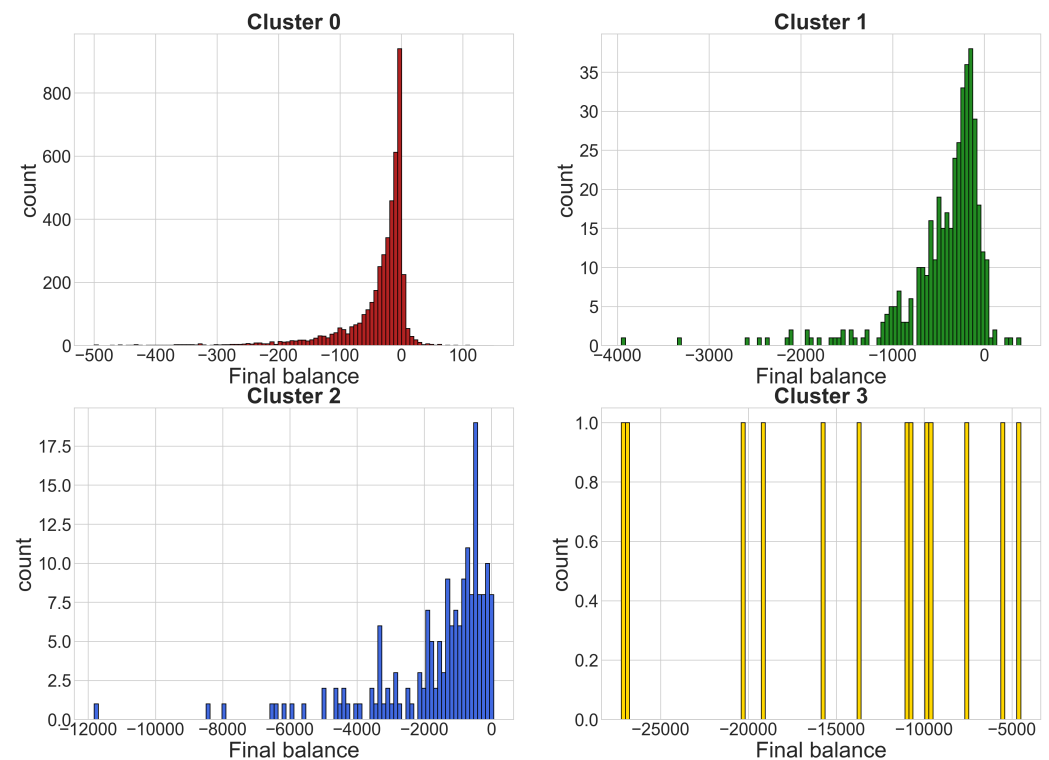 Cluster 0
count
800
600
400
200
0
−500 −400 −300 −200 −100 0 100
Final balance
Cluster 1
count
35
30
25
20
15
10
5
0
−4000 −3000 −2000 −1000 0
Final balance
Cluster 2
count
17.5
15.0
12.5
10.0
7.5
5.0
2.5
0.0
−12000 −10000 −8000 −6000 −4000 −2000 0
Final balance
Cluster 3
count
1.0
0.8
0.6
0.4
0.2
0.0
−25000 −20000 −15000 −10000 −5000
Final balance